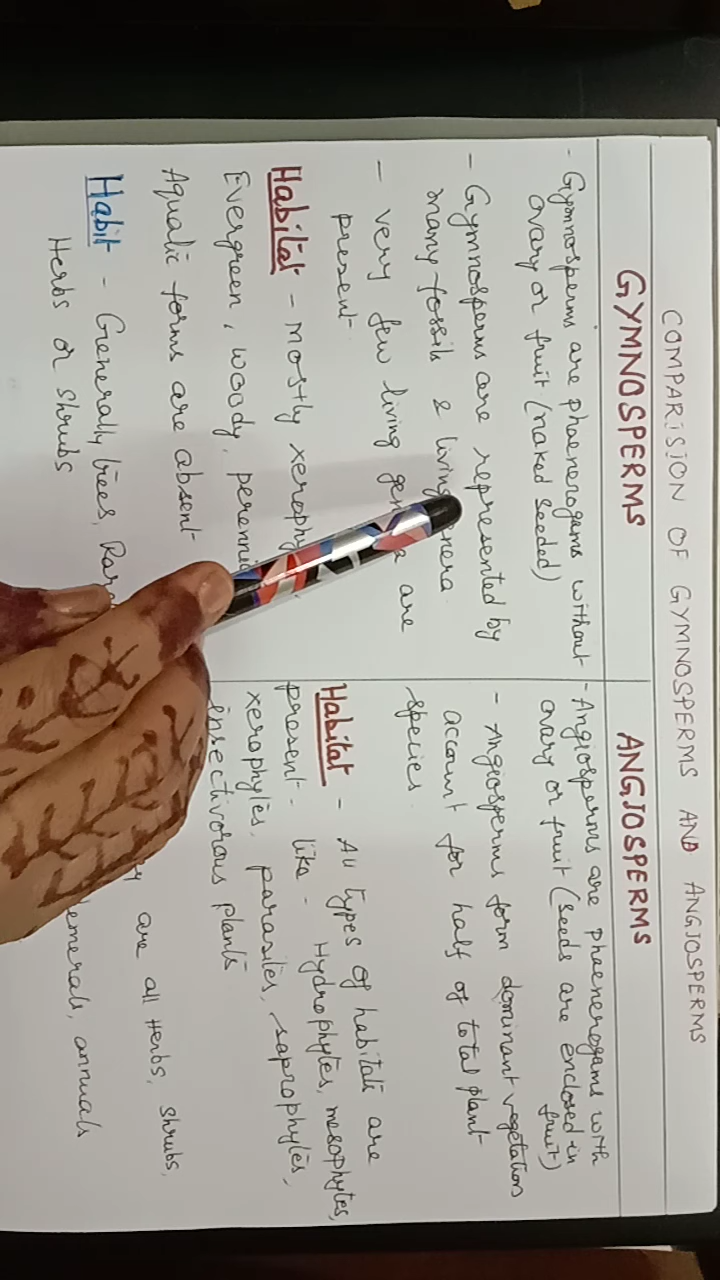 COMPARISION OF GYMNOSPERMS AND ANGIOSPERMS
GYMNOSPERMS
- Gymnosperms are phaenerogams without
ovary or fruit (naked seeded)
- Gymnosperms are represented by
many fossils & living
- very few living are
present.
Habitat - mostly
Evergreen, woody,
Aquatic forms are absent
Habit - Generally trees,
Herbs or shrubs
ANGIOSPERMS
- Angiosperms are phaenerogams with
ovary or fruit (seeds are enclosed in
fruit)
- Angiosperms form dominant vegetation
account for half of total plant
species.
Habitat - All types of habitats are
present - like - Hydrophytes, mesophytes,
xerophytes, parasites, saprophytes,
insectivorous plants
are all Herbs, shrubs,
annuals